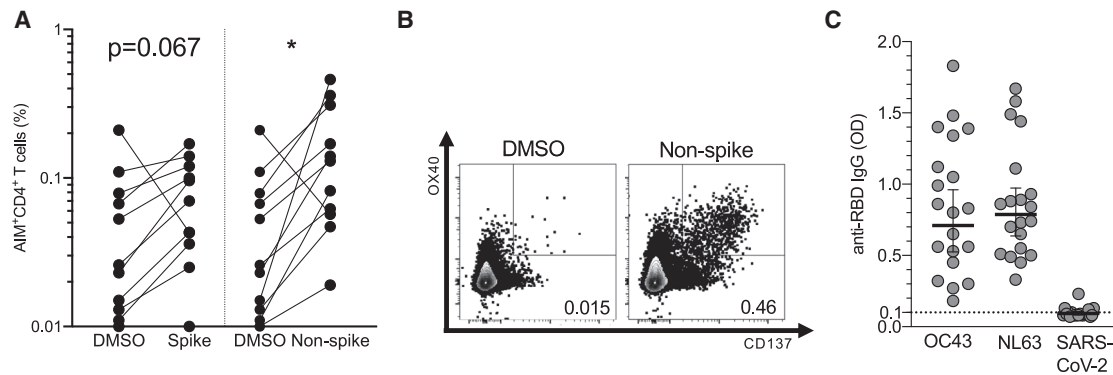 A
AIM⁺CD4⁺ T cells (%)
1
0.1
0.01
p=0.067
*
DMSO Spike DMSO Non-spike
B
OX40
DMSO Non-spike
0.015 0.46
CD137
C
anti-RBD IgG (OD)
2.0
1.5
1.0
0.5
0.1
0.0
OC43 NL63 SARS-
CoV-2